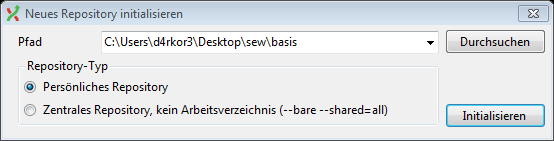 Neues Repository initialisieren
Pfad C:\Users\d4rkor3\Desktop\sew\basis Durchsuchen
Repository-Typ
Persönliches Repository
Zentrales Repository, kein Arbeitsverzeichnis (--bare --shared=all)
Initialisieren